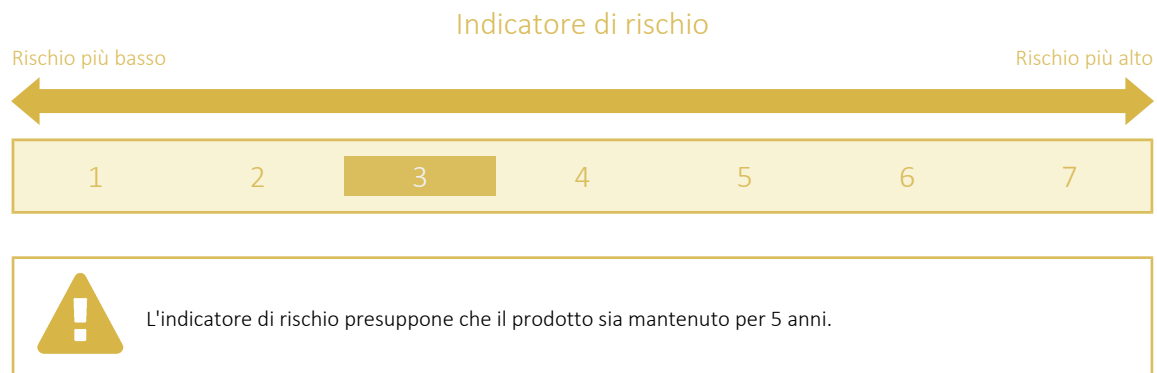 Indicatore di rischio
Rischio più basso
Rischio più alto
1 2 3 4 5 6 7
L'indicatore di rischio presuppone che il prodotto sia mantenuto per 5 anni.